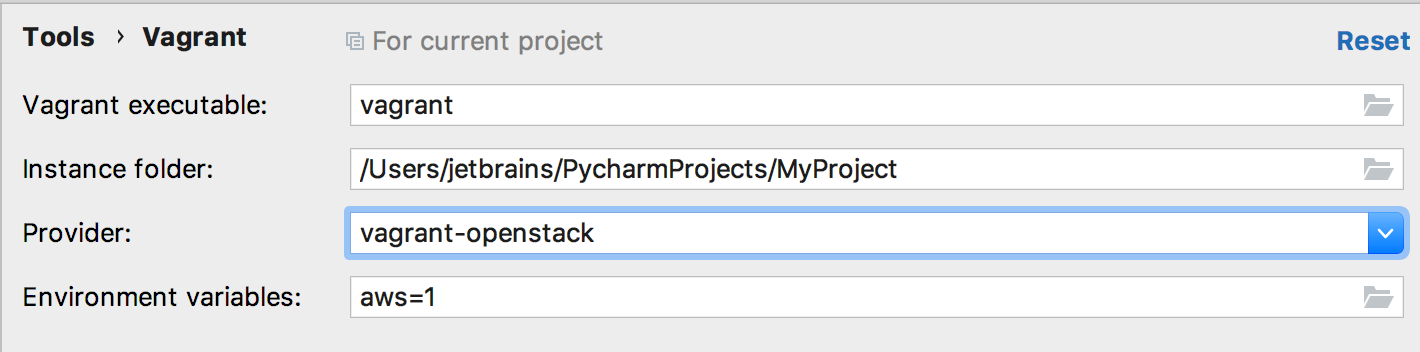 Tools › Vagrant For current project Reset
Vagrant executable: vagrant
Instance folder: /Users/jetbrains/PycharmProjects/MyProject
Provider: vagrant-openstack
Environment variables: aws=1